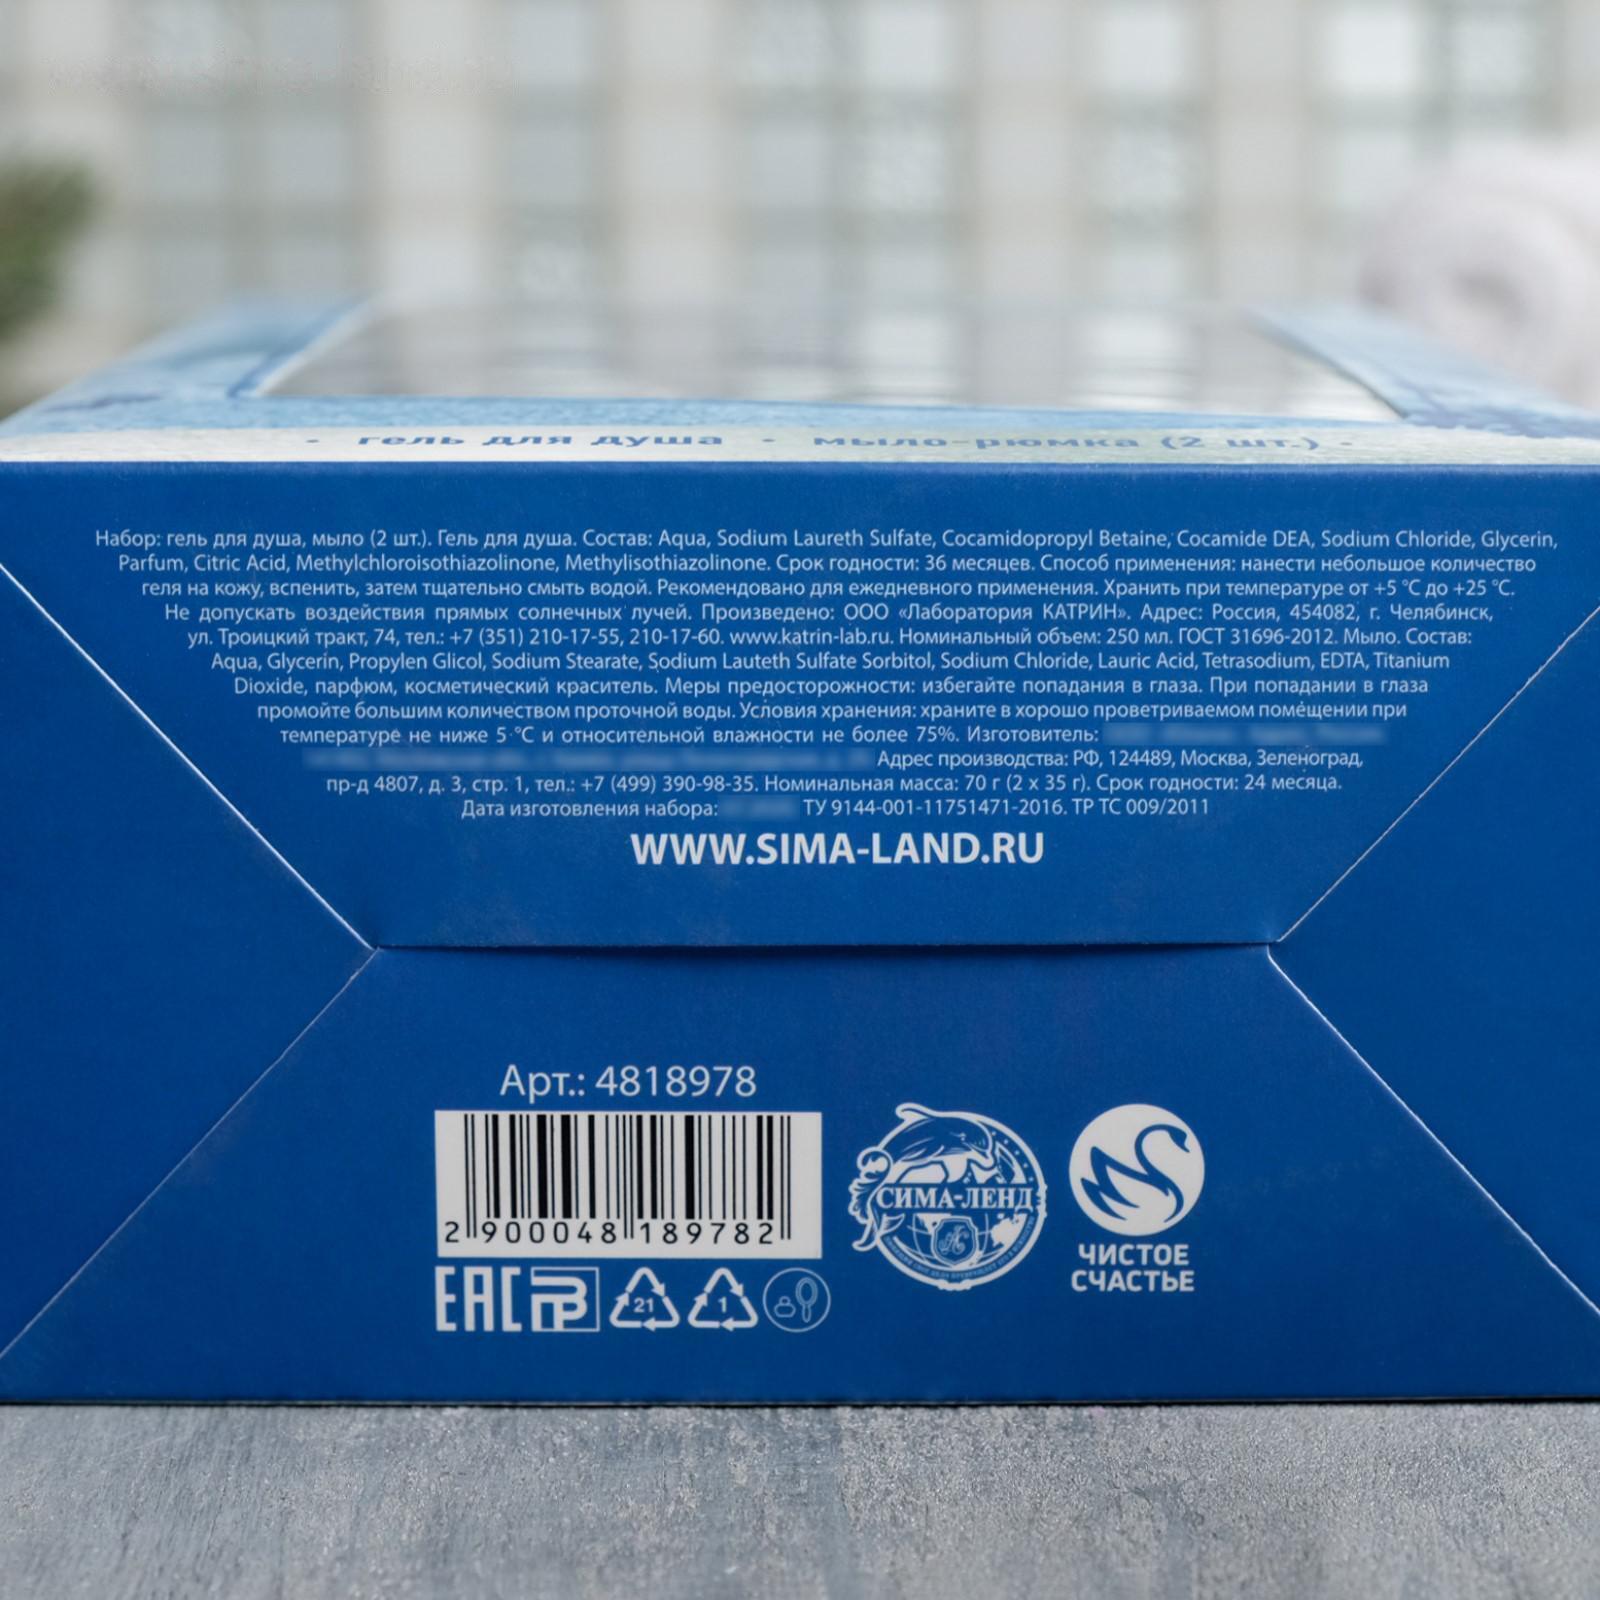 • гель для душа • мыло-рюмка (2 шт.) •
Набор: гель для душа, мыло (2 шт.). Гель для душа. Состав: Aqua, Sodium Laureth Sulfate, Cocamidopropyl Betaine, Cocamide DEA, Sodium Chloride, Glycerin,
Parfum, Citric Acid, Methylchloroisothiazolinone, Methylisothiazolinone. Срок годности: 36 месяцев. Способ применения: нанести небольшое количество
геля на кожу, вспенить, затем тщательно смыть водой. Рекомендовано для ежедневного применения. Хранить при температуре от +5 °С до +25 °С.
Не допускать воздействия прямых солнечных лучей. Произведено: ООО «Лаборатория КАТРИН». Адрес: Россия, 454082, г. Челябинск,
ул. Троицкий тракт, 74, тел.: +7 (351) 210-17-55, 210-17-60. www.katrin-lab.ru. Номинальный объем: 250 мл. ГОСТ 31696-2012. Мыло. Состав:
Aqua, Glycerin, Propylen Glicol, Sodium Stearate, Sodium Lauteth Sulfate Sorbitol, Sodium Chloride, Lauric Acid, Tetrasodium, EDTA, Titanium
Dioxide, парфюм, косметический краситель. Меры предосторожности: избегайте попадания в глаза. При попадании в глаза
промойте большим количеством проточной воды. Условия хранения: храните в хорошо проветриваемом помещении при
температуре не ниже 5 °С и относительной влажности не более 75%. Изготовитель:
Адрес производства: РФ, 124489, Москва, Зеленоград,
пр-д 4807, д. 3, стр. 1, тел.: +7 (499) 390-98-35. Номинальная масса: 70 г (2 х 35 г). Срок годности: 24 месяца.
Дата изготовления набора: ТУ 9144-001-11751471-2016. ТР ТС 009/2011
WWW.SIMA-LAND.RU
Арт.: 4818978
2 900048 189782
СИМА-ЛЕНД
ЧИСТОЕ
СЧАСТЬЕ
EAC 21 1